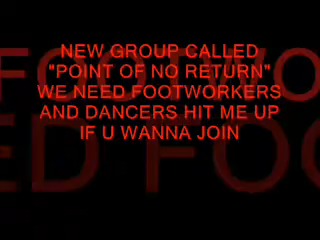 NEW GROUP CALLED
"POINT OF NO RETURN"
WE NEED FOOTWORKERS
AND DANCERS HIT ME UP
IF U WANNA JOIN